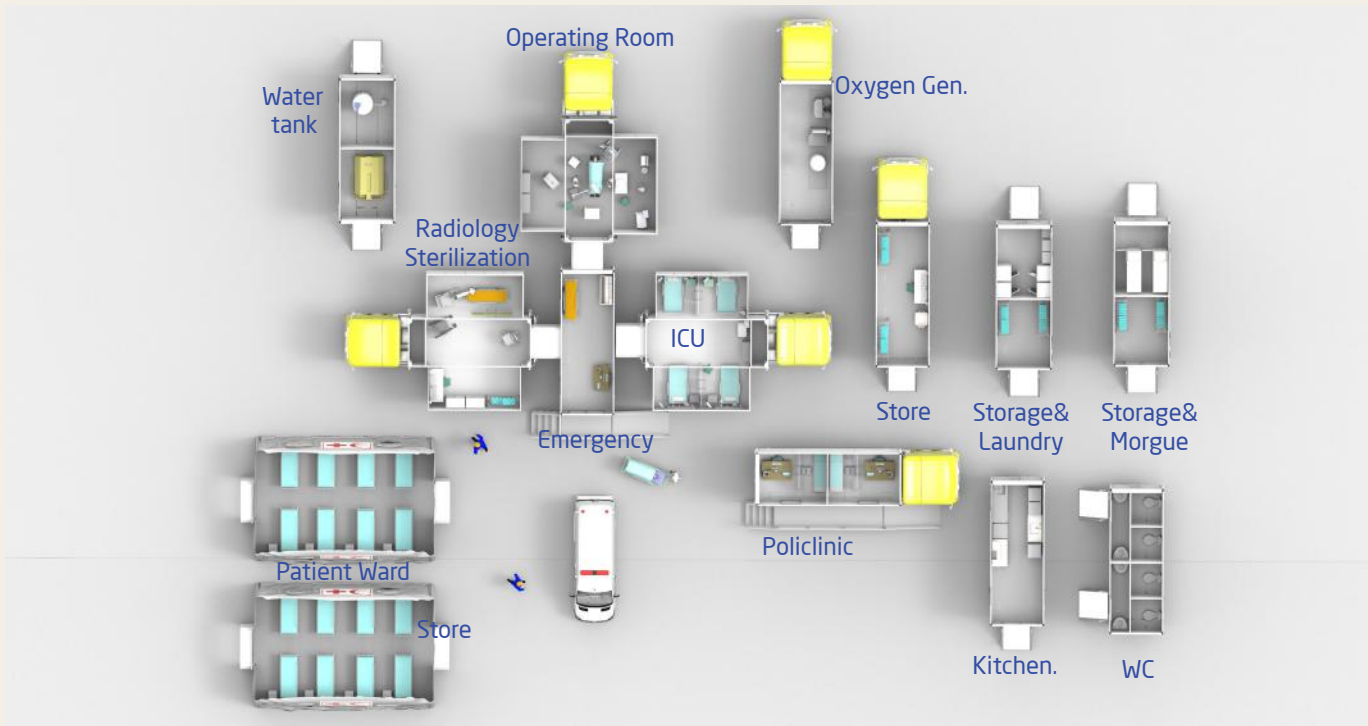 Operating Room
Water
tank
Oxygen Gen.
Radiology
Sterilization
ICU
Store
Storage&
Laundry
Storage&
Morgue
Emergency
Policlinic
Patient Ward
Store
Kitchen.
WC